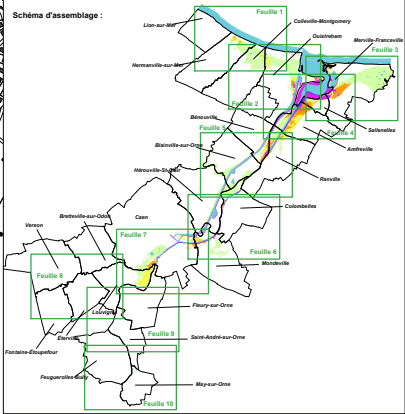 Schéma d'assemblage :
Feuille 1
Lion-sur-Mer
Colleville-Montgomery
Ouistreham
Merville-Franceville
Feuille 3
Hermanville-sur-Mer
Feuille 2
Sallenelles
Bénouville
Feuille 5
Feuille 4
Amfreville
Blainville-sur-Orne
Ranville
Hérouville-St-Clair
Colombelles
Bretteville-sur-Odon
Caen
Verson
Feuille 7
Feuille 6
Mondeville
Feuille 8
Louvigny
Fleury-sur-Orne
Eterville
Feuille 9
Saint-André-sur-Orne
Fontaine-Etoupefour
Feuguerolles-Bully
May-sur-Orne
Feuille 10